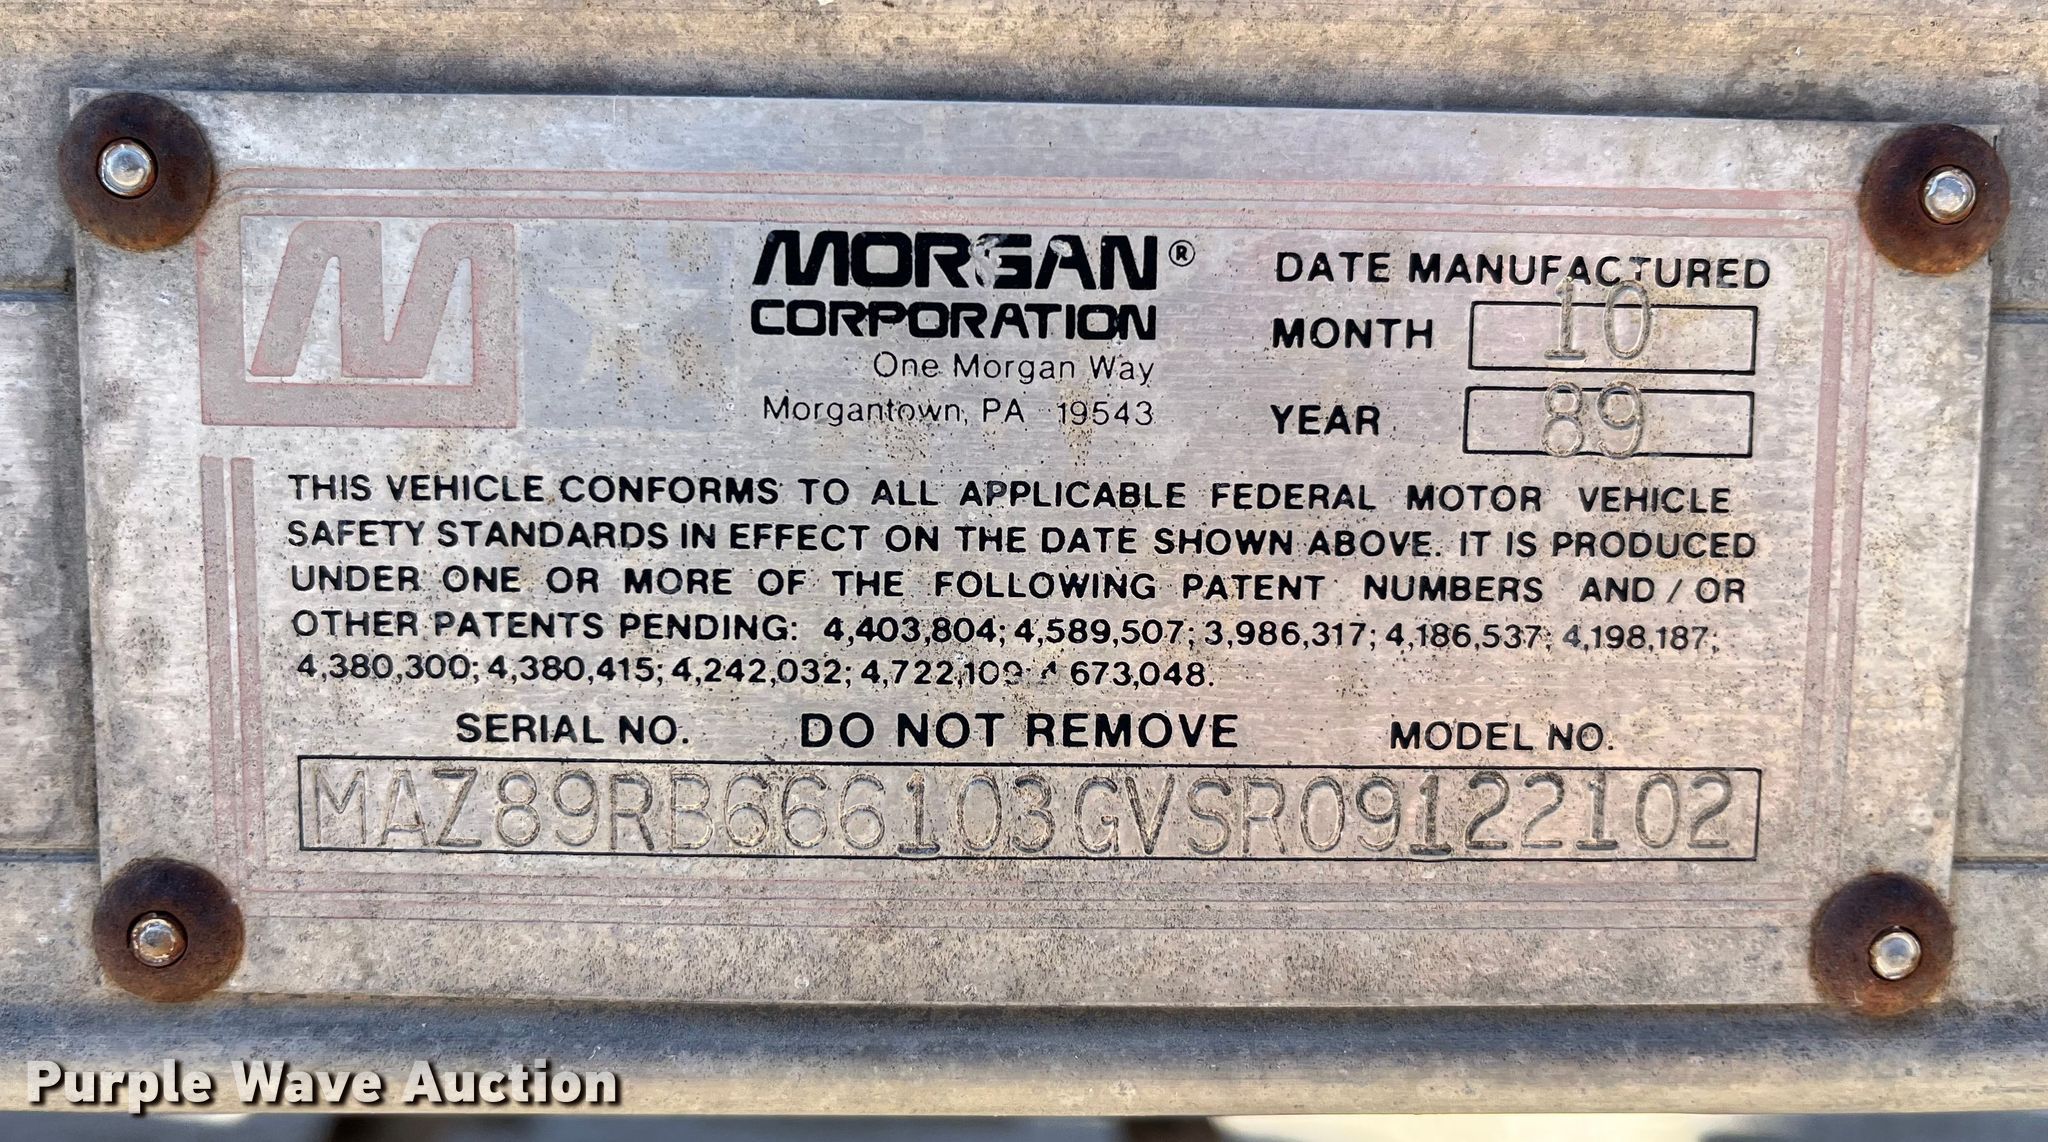 MORGAN®
CORPORATION
One Morgan Way
Morgantown, PA 19543
DATE MANUFACTURED
MONTH 10
YEAR 89
THIS VEHICLE CONFORMS TO ALL APPLICABLE FEDERAL MOTOR VEHICLE
SAFETY STANDARDS IN EFFECT ON THE DATE SHOWN ABOVE. IT IS PRODUCED
UNDER ONE OR MORE OF THE FOLLOWING PATENT NUMBERS AND / OR
OTHER PATENTS PENDING: 4,403,804; 4,589,507; 3,986,317; 4,186,537; 4,198,187;
4,380,300; 4,380,415; 4,242,032; 673,048.
SERIAL NO. DO NOT REMOVE MODEL NO.
MAZ89RB666103GVSR09122102
Purple Wave Auction